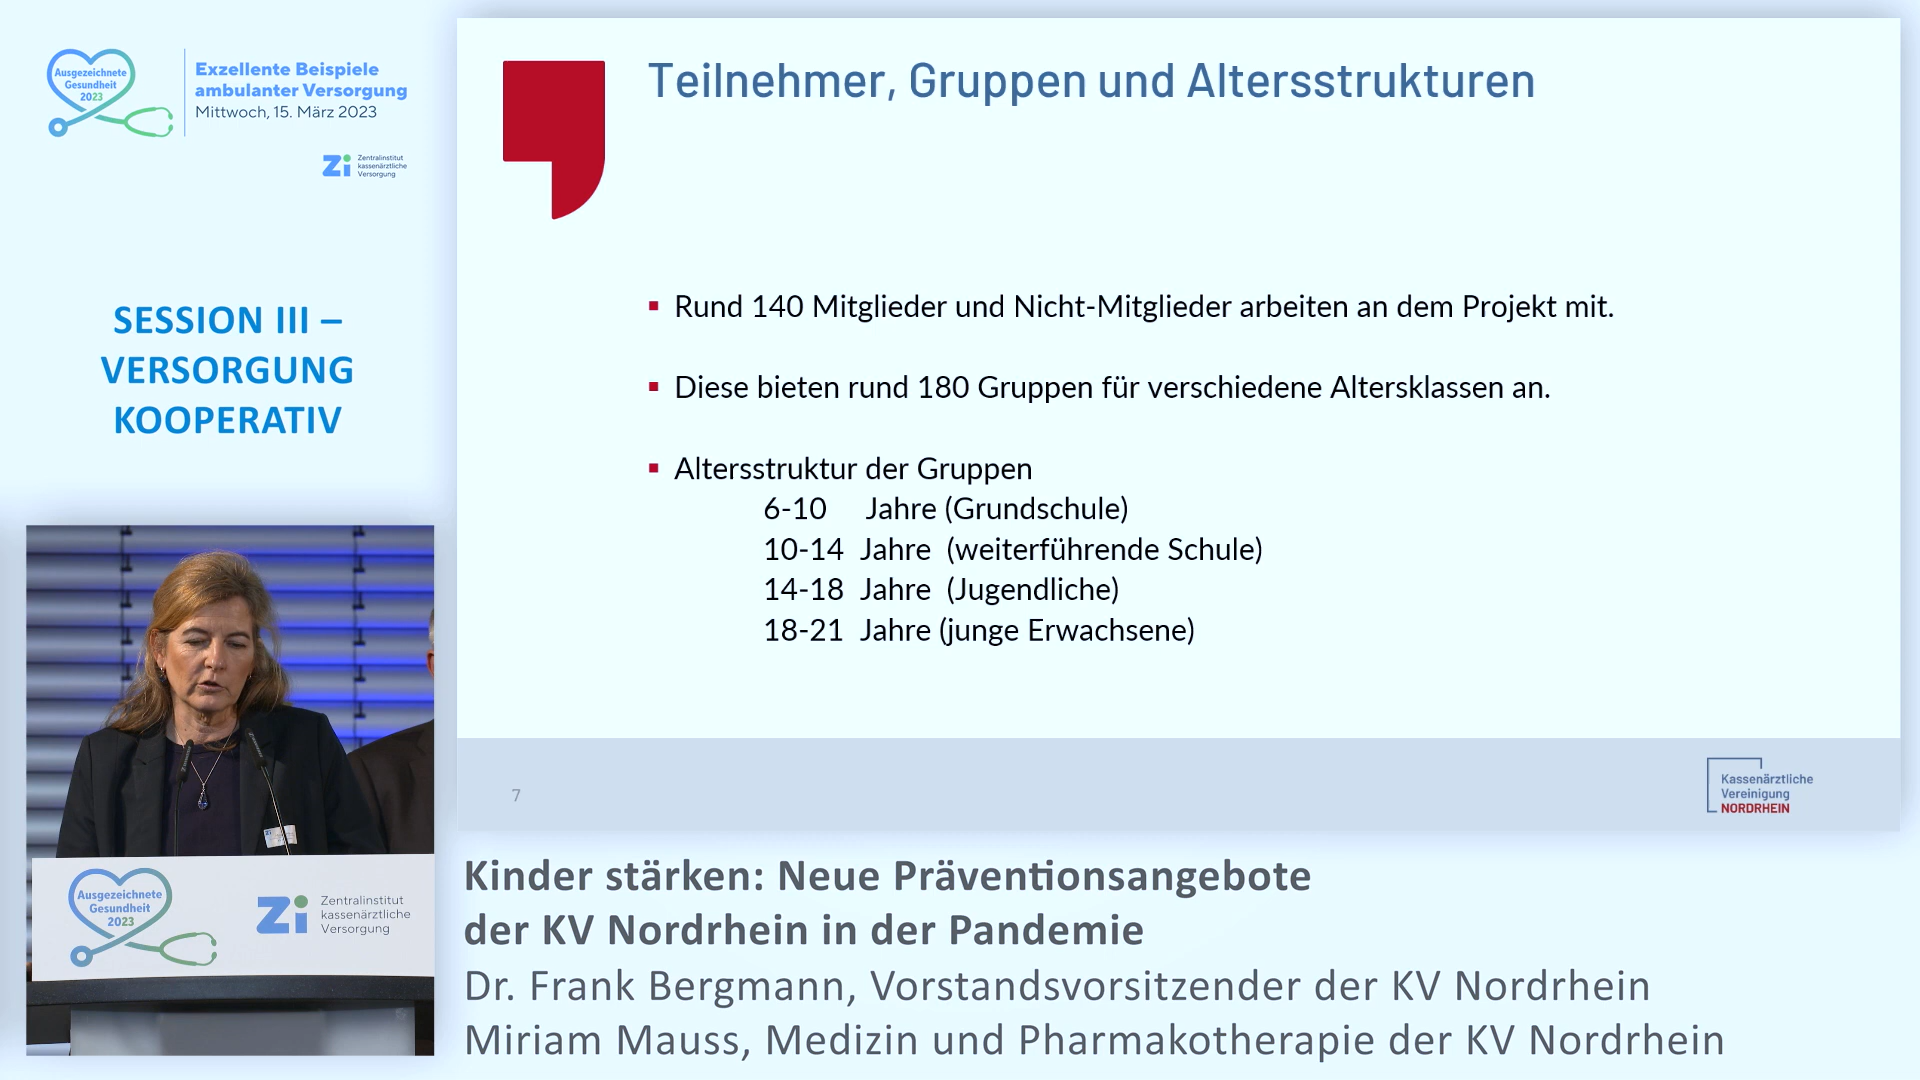 Ausgezeichnete
Gesundheit
2023
Exzellente Beispiele
ambulanter Versorgung
Mittwoch, 15. März 2023
Zi Zentralinstitut
kassenärztliche
Versorgung
SESSION III –
VERSORGUNG
KOOPERATIV
Teilnehmer, Gruppen und Altersstrukturen
Rund 140 Mitglieder und Nicht-Mitglieder arbeiten an dem Projekt mit.
Diese bieten rund 180 Gruppen für verschiedene Altersklassen an.
Altersstruktur der Gruppen
6-10 Jahre (Grundschule)
10-14 Jahre (weiterführende Schule)
14-18 Jahre (Jugendliche)
18-21 Jahre (junge Erwachsene)
7
Kassenärztliche
Vereinigung
NORDRHEIN
Ausgezeichnete
Gesundheit
2023
Zi Zentralinstitut
kassenärztliche
Versorgung
Kinder stärken: Neue Präventionsangebote
der KV Nordrhein in der Pandemie
Dr. Frank Bergmann, Vorstandsvorsitzender der KV Nordrhein
Miriam Mauss, Medizin und Pharmakotherapie der KV Nordrhein